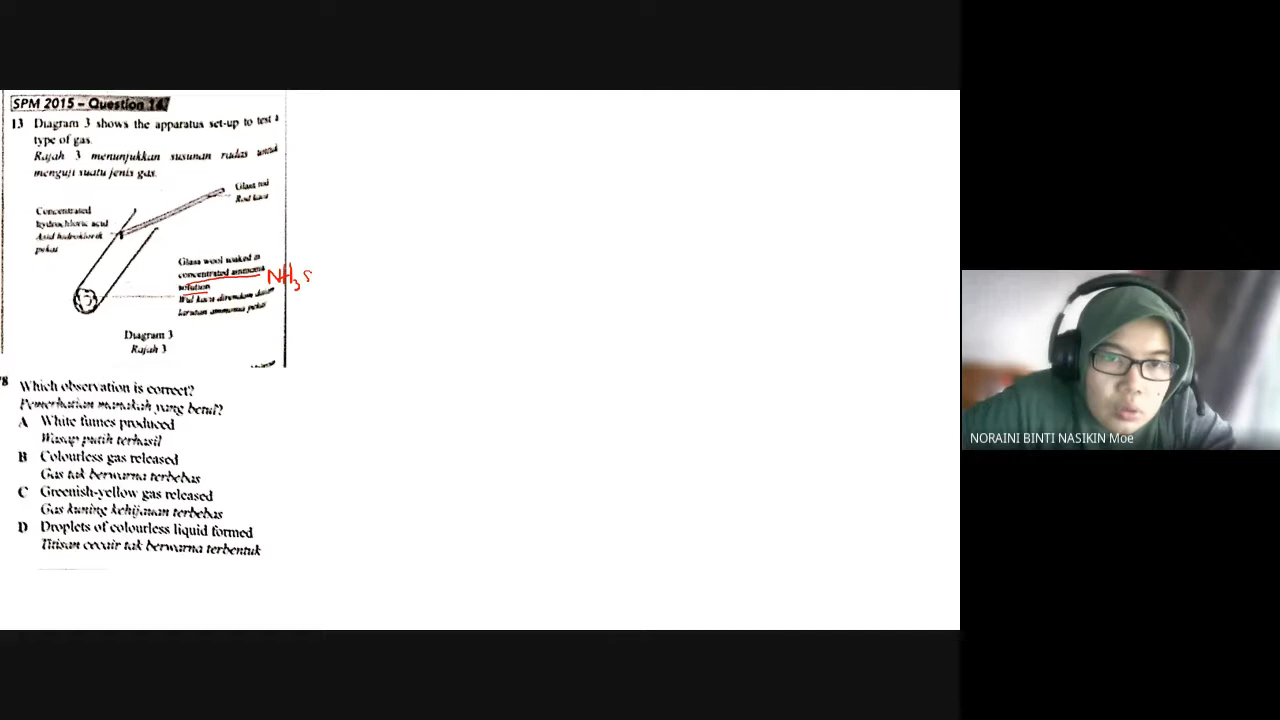 SPM 2015 – Question 14
13 Diagram 3 shows the apparatus set-up to test a
type of gas.
Rajah 3 menunjukkan susunan radas untuk
menguji suatu jenis gas.
Glass rod
Rod kaca
Concentrated
hydrochloric acid
Asid hidroklorik
pekat
Glass wool soaked in
concentrated ammonia
solution
Wul kaca direndam dalam
larutan ammonia pekat
NH3 s
Diagram 3
Rajah 3
Which observation is correct?
Pemerhatian manakah yang betul?
A White fumes produced
Wasap putih terhasil
B Colourless gas released
Gas tak berwarna terbebas
C Greenish-yellow gas released
Gas kuning kehijauan terbebas
D Droplets of colourless liquid formed
Titisan cecair tak berwarna terbentuk
NORAINI BINTI NASIKIN Moe